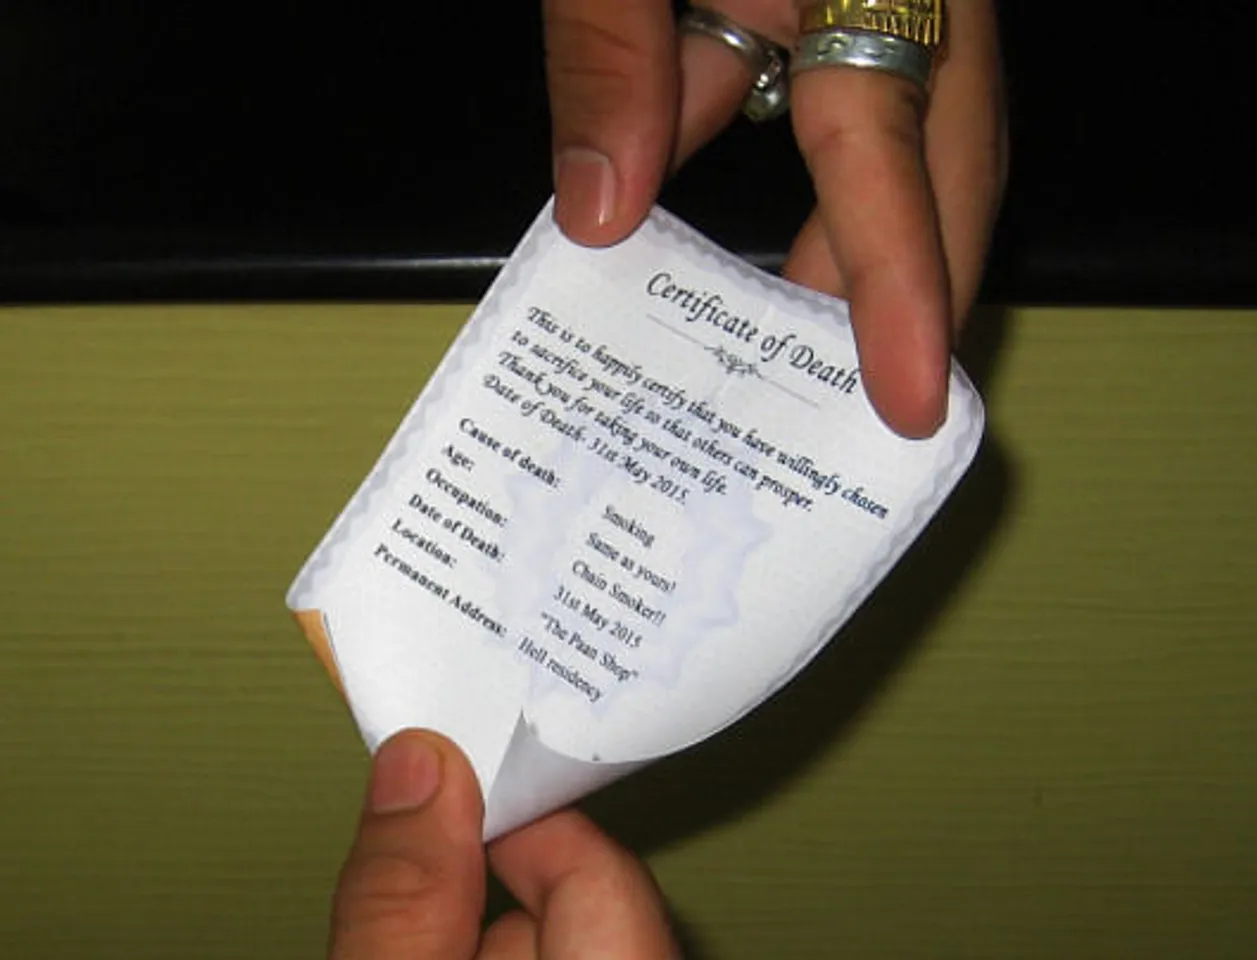 Certificate of Death
This is to happily certify that you have willingly chosen
to sacrifice your life so that others can prosper.
Thank you for taking your own life.
Date of Death- 31st May 2015.
Cause of death: Smoking
Age: Same as yours!
Occupation: Chain Smoker!!
Date of Death: 31st May 2015
Location: "The Paan Shop"
Permanent Address: Hell residency